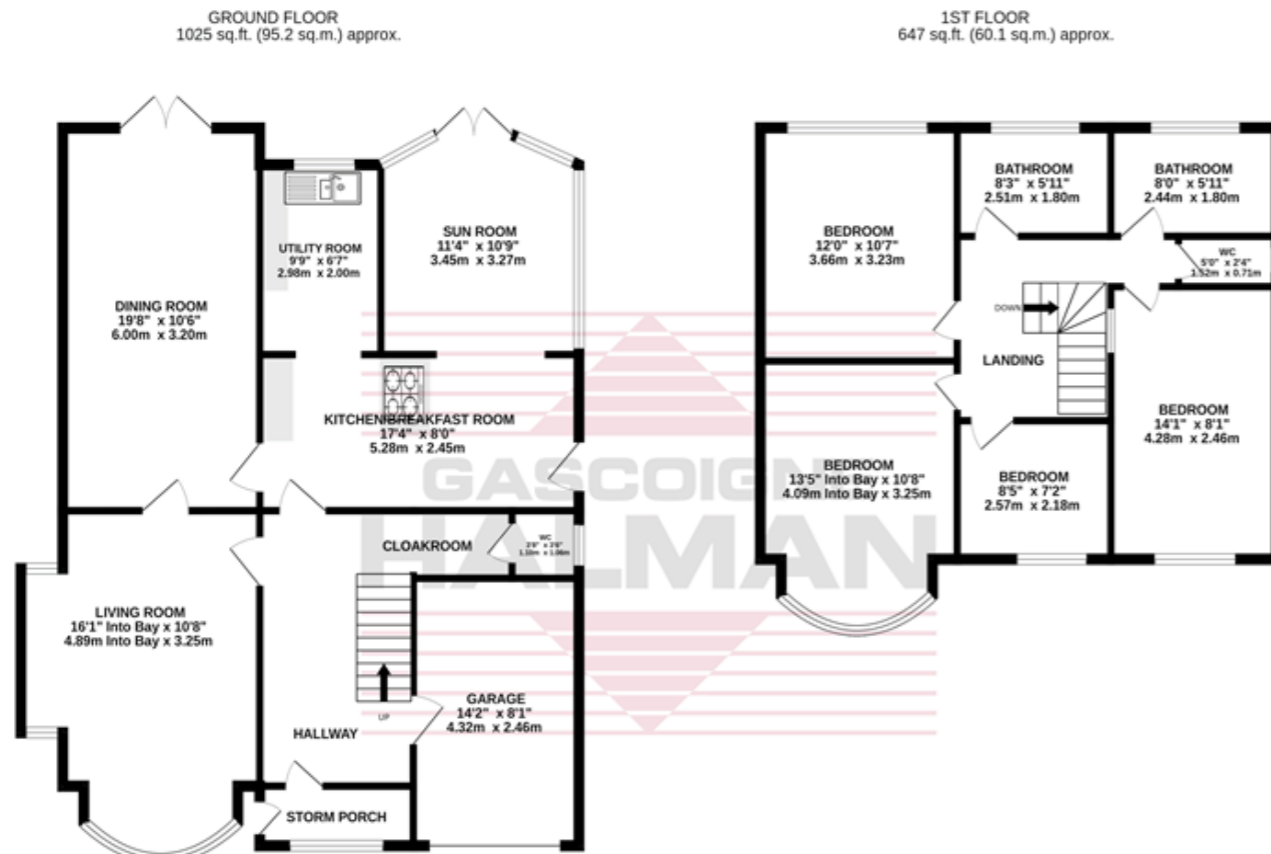 GROUND FLOOR
1025 sq.ft. (95.2 sq.m.) approx.
1ST FLOOR
647 sq.ft. (60.1 sq.m.) approx.
DINING ROOM
19'8" x 10'6"
6.00m x 3.20m
UTILITY ROOM
9'9" x 6'7"
2.98m x 2.00m
SUN ROOM
11'4" x 10'9"
3.45m x 3.27m
KITCHEN/BREAKFAST ROOM
17'4" x 8'0"
5.28m x 2.45m
CLOAKROOM
WC
LIVING ROOM
16'1" Into Bay x 10'8"
4.89m Into Bay x 3.25m
UP
HALLWAY
GARAGE
14'2" x 8'1"
4.32m x 2.46m
STORM PORCH
BATHROOM
8'3" x 5'11"
2.51m x 1.80m
BATHROOM
8'0" x 5'11"
2.44m x 1.80m
BEDROOM
12'0" x 10'7"
3.66m x 3.23m
WC
5'0" x 2'4"
1.52m x 0.71m
DOWN
LANDING
BEDROOM
14'1" x 8'1"
4.28m x 2.46m
BEDROOM
13'5" Into Bay x 10'8"
4.09m Into Bay x 3.25m
BEDROOM
8'5" x 7'2"
2.57m x 2.18m
GASCOIGNE
HALMAN